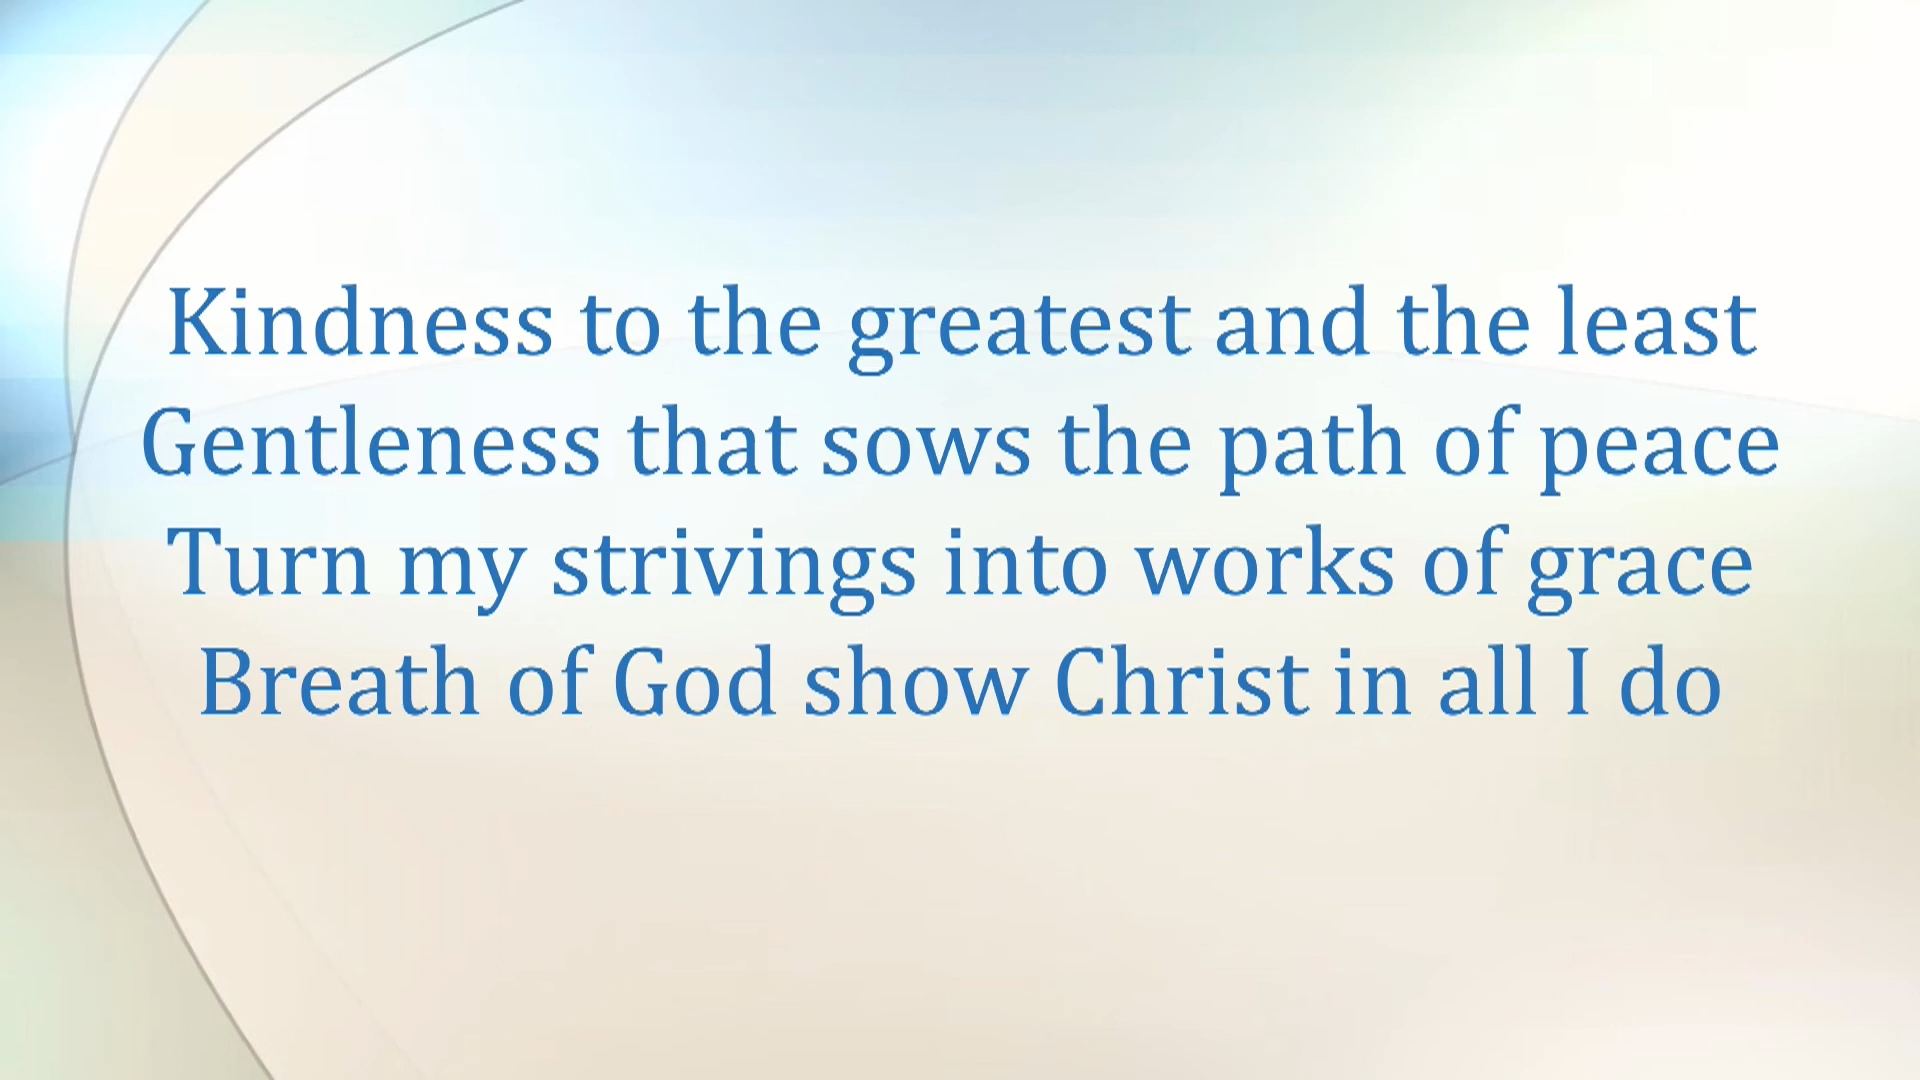 Kindness to the greatest and the least
Gentleness that sows the path of peace
Turn my strivings into works of grace
Breath of God show Christ in all I do